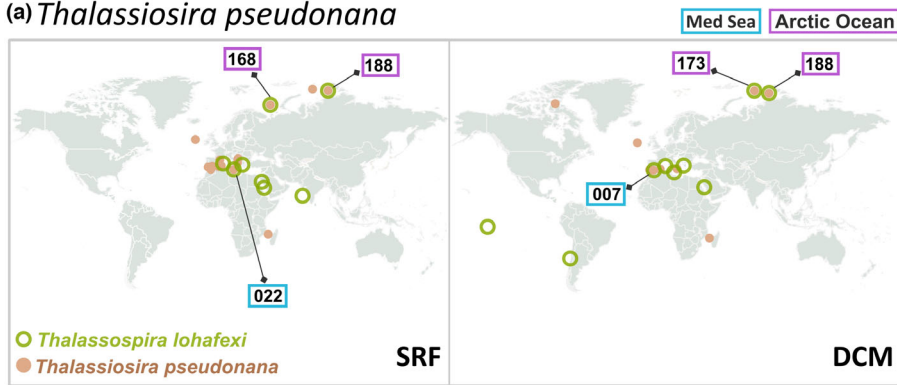 (a) Thalassiosira pseudonana
Med Sea
Arctic Ocean
168
188
173
188
007
022
Thalassospira lohafexi
Thalassiosira pseudonana
SRF
DCM